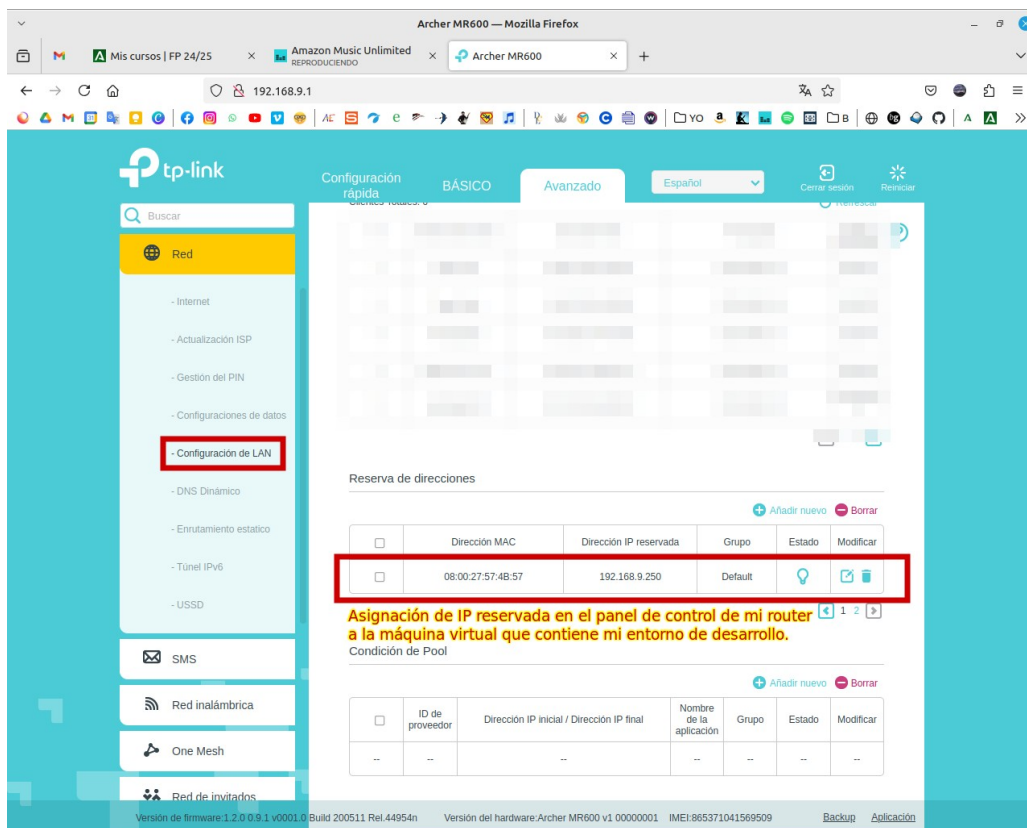 Archer MR600 — Mozilla Firefox
Mis cursos | FP 24/25
Amazon Music Unlimited
REPRODUCIENDO
Archer MR600
192.168.9.1
YO
B
tp-link
Configuración
rápida
BÁSICO
Avanzado
Español
Cerrar sesión
Reiniciar
Buscar
Clientes Totales: 6
Refrescar
Red
- Internet
- Actualización ISP
- Gestión del PIN
- Configuraciones de datos
- Configuración de LAN
- DNS Dinámico
- Enrutamiento estatico
- Túnel IPv6
- USSD
SMS
Red inalámbrica
One Mesh
Red de invitados
Reserva de direcciones
Añadir nuevo Borrar
Dirección MAC Dirección IP reservada Grupo Estado Modificar
08:00:27:57:4B:57 192.168.9.250 Default
1 2
Asignación de IP reservada en el panel de control de mi router
a la máquina virtual que contiene mi entorno de desarrollo.
Condición de Pool
Añadir nuevo Borrar
ID de proveedor Dirección IP inicial / Dirección IP final Nombre de la aplicación Grupo Estado Modificar
-- -- -- -- -- -- --
Versión de firmware:1.2.0 0.9.1 v0001.0 Build 200511 Rel.44954n Versión del hardware:Archer MR600 v1 00000001 IMEI:865371041569509 Backup Aplicación